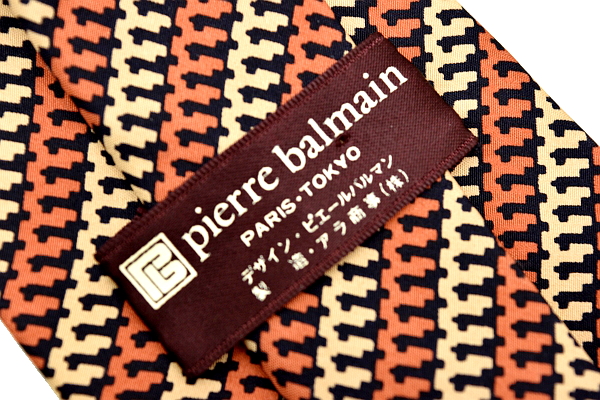 pierre balmain
PARIS·TOKYO
デザイン・ピエールバルマン
製造・アラ商事(株)